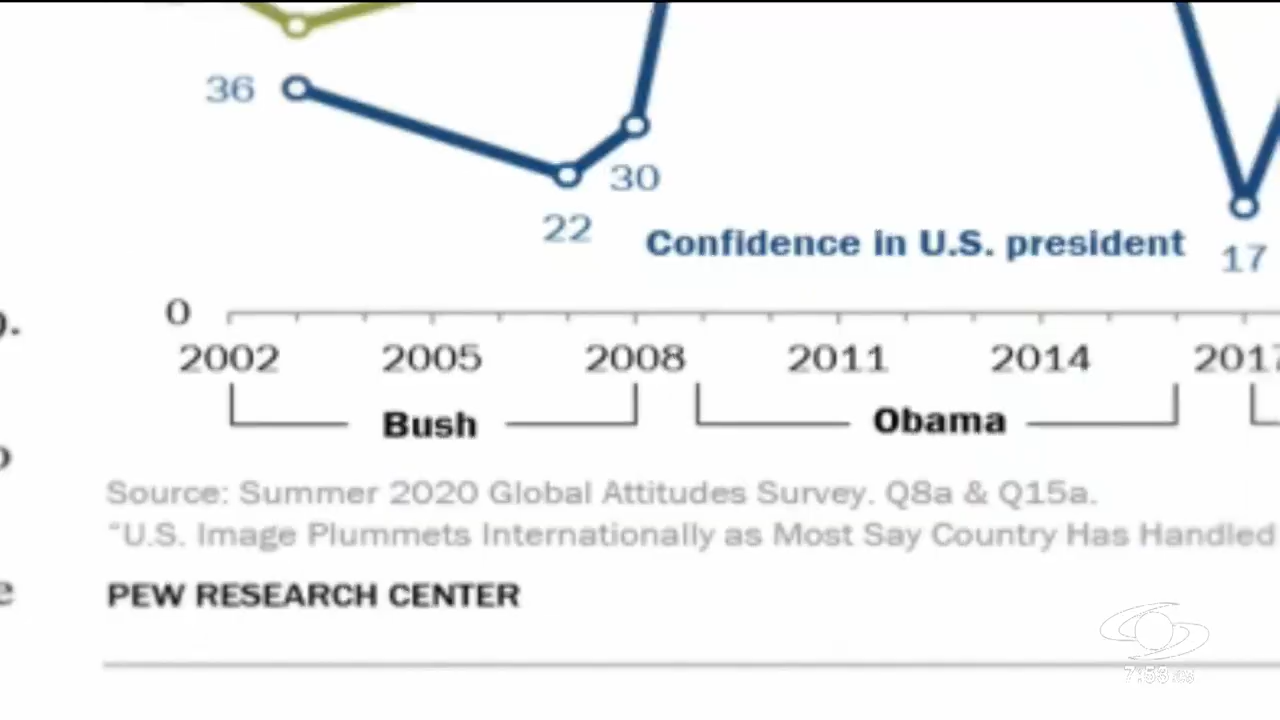 36
30
22
Confidence in U.S. president
17
0
2002 2005 2008 2011 2014 2017
Bush Obama
Source: Summer 2020 Global Attitudes Survey. Q8a & Q15a.
“U.S. Image Plummets Internationally as Most Say Country Has Handled
PEW RESEARCH CENTER